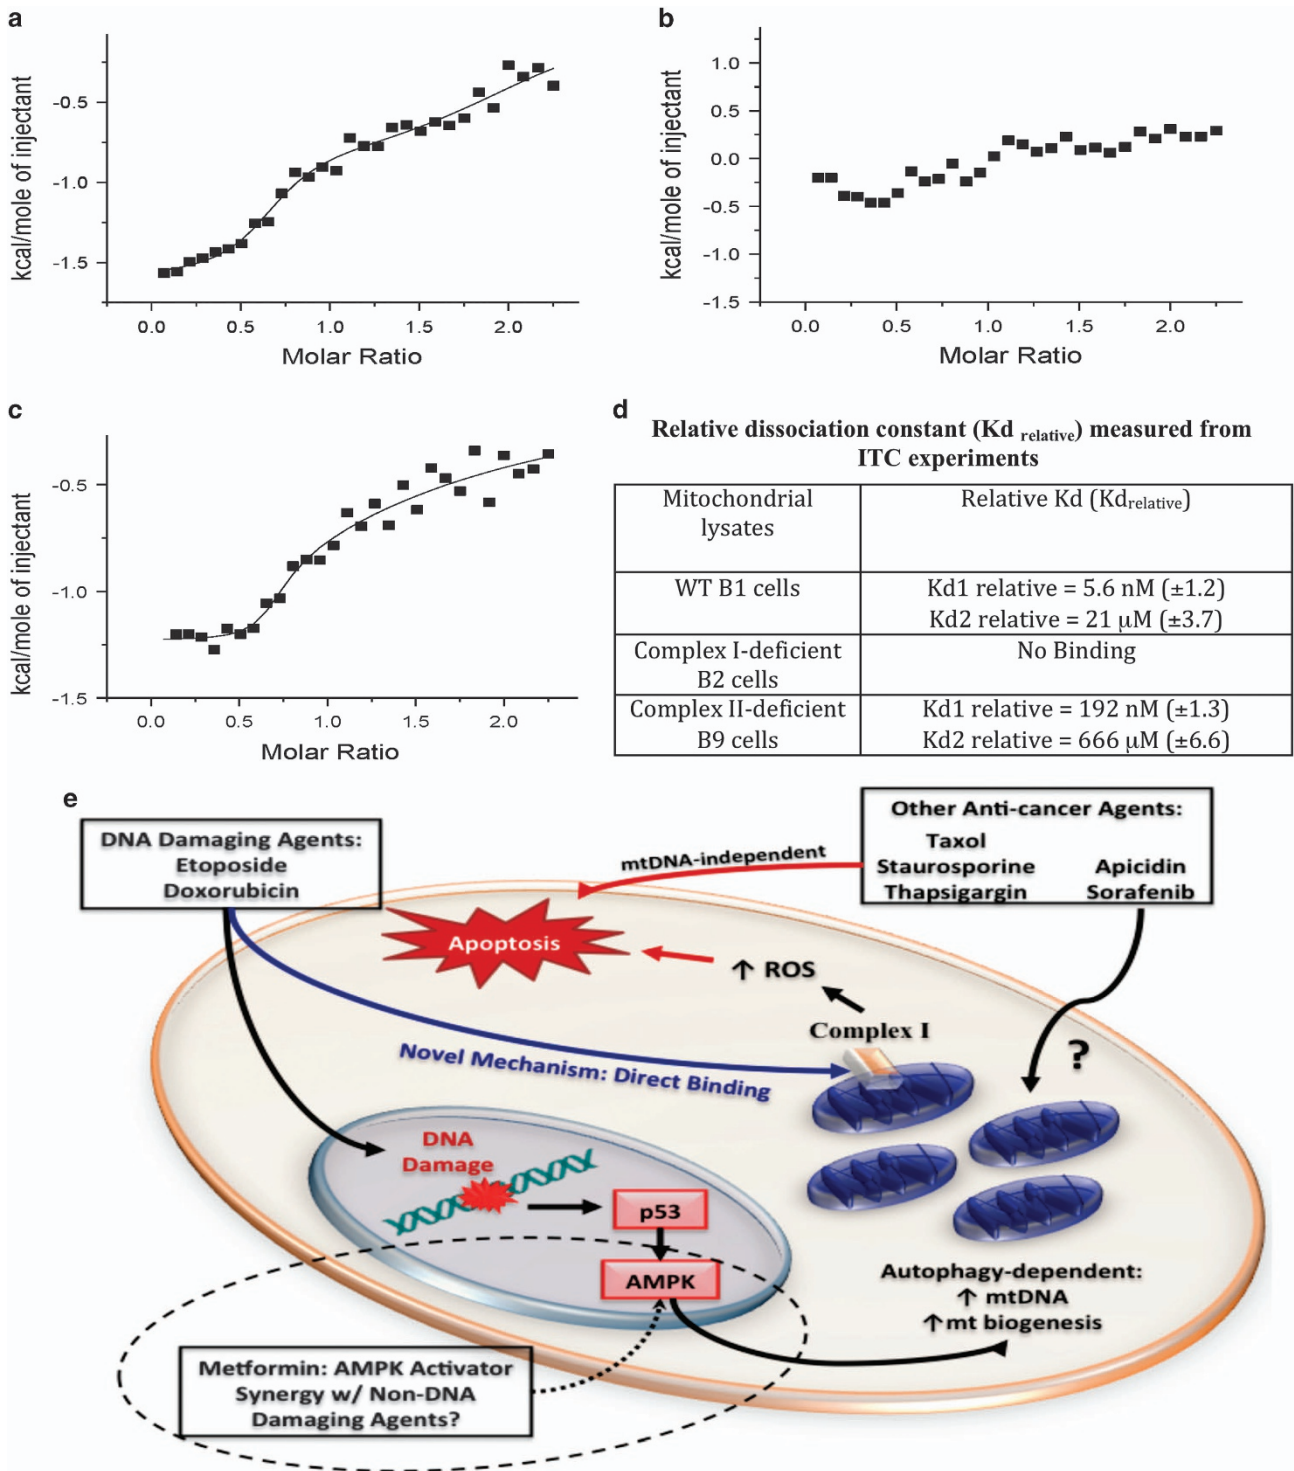 a
-0.5
-1.0
-1.5
kcal/mole of injectant
0.0 0.5 1.0 1.5 2.0
Molar Ratio
b
1.0
0.5
0.0
-0.5
-1.0
-1.5
kcal/mole of injectant
0.0 0.5 1.0 1.5 2.0
Molar Ratio
c
-0.5
-1.0
-1.5
kcal/mole of injectant
0.0 0.5 1.0 1.5 2.0
Molar Ratio
d
Relative dissociation constant (Kd relative) measured from
ITC experiments
Mitochondrial
lysates
Relative Kd (Kdrelative)
WT B1 cells
Kd1 relative = 5.6 nM (±1.2)
Kd2 relative = 21 µM (±3.7)
Complex I-deficient
B2 cells
No Binding
Complex II-deficient
B9 cells
Kd1 relative = 192 nM (±1.3)
Kd2 relative = 666 µM (±6.6)
e
DNA Damaging Agents:
Etoposide
Doxorubicin
Other Anti-cancer Agents:
Taxol
Staurosporine Apicidin
Thapsigargin Sorafenib
mtDNA-independent
Apoptosis
↑ ROS
Complex I
?
Novel Mechanism: Direct Binding
DNA
Damage
p53
AMPK
Autophagy-dependent:
↑ mtDNA
↑mt biogenesis
Metformin: AMPK Activator
Synergy w/ Non-DNA
Damaging Agents?